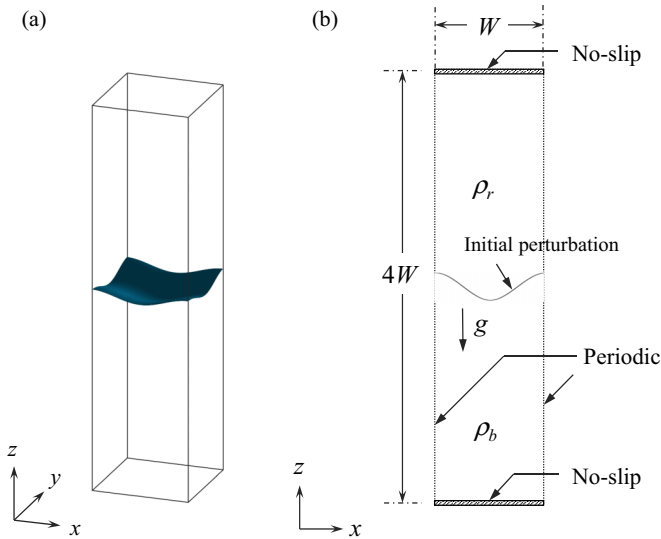 (a)
(b)
W
No-slip
ρr
Initial perturbation
4W
g
Periodic
ρb
No-slip
z
y
x
z
x